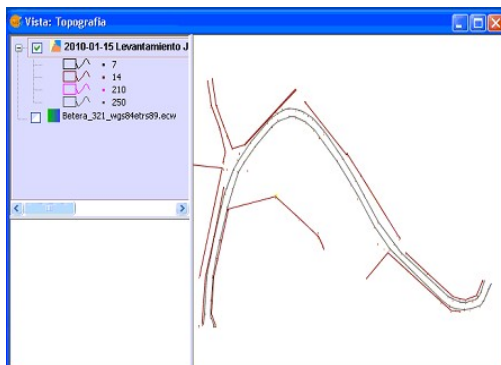 Vista: Topografia
2010-01-15 Levantamiento J
7
14
210
250
Betera_321_wgs84etrs89.ecw